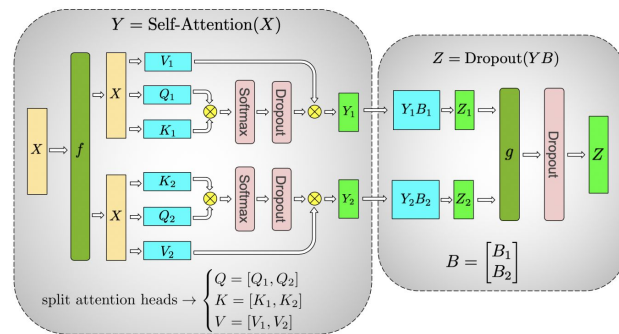 Y = Self-Attention(X)
X
f
X
V₁
Q₁
K₁
Softmax
Dropout
Y₁
X
K₂
Q₂
V₂
Softmax
Dropout
Y₂
split attention heads → { Q = [Q₁, Q₂]
K = [K₁, K₂]
V = [V₁, V₂]
Z = Dropout(YB)
Y₁B₁
Z₁
Y₂B₂
Z₂
g
Dropout
Z
B = [B₁
B₂]